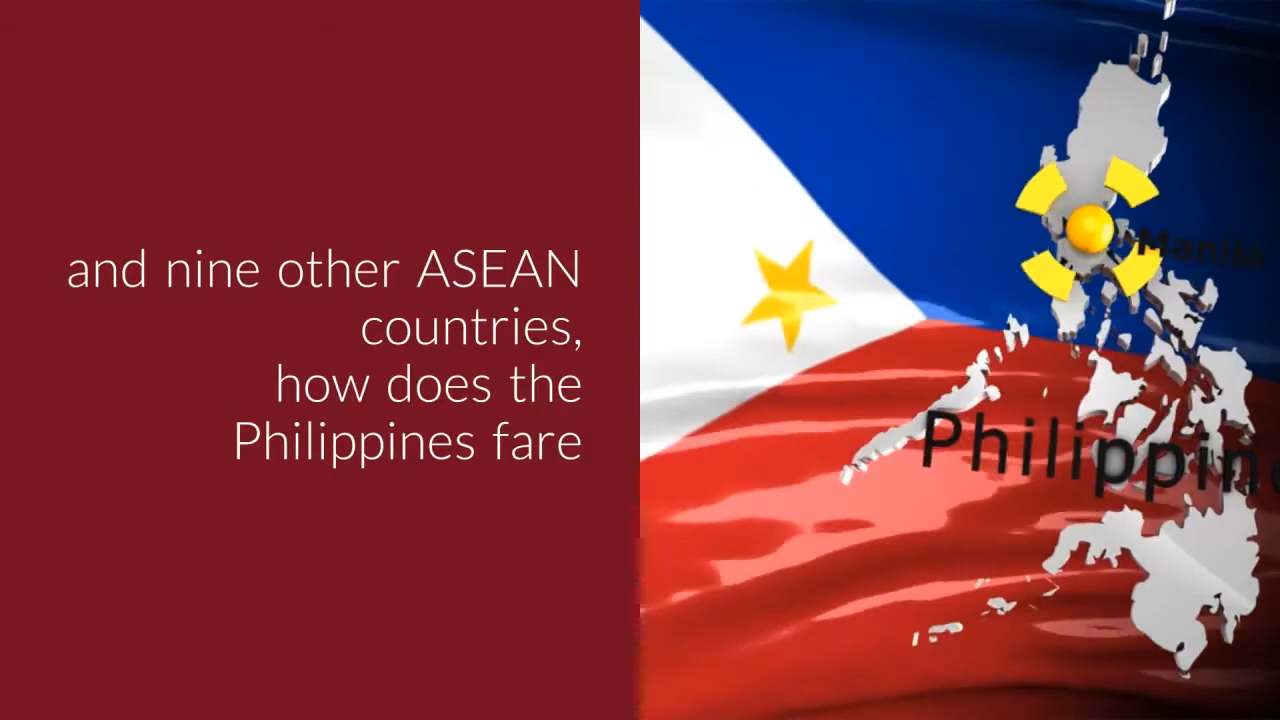 and nine other ASEAN
countries,
how does the
Philippines fare
Manila
Philippin